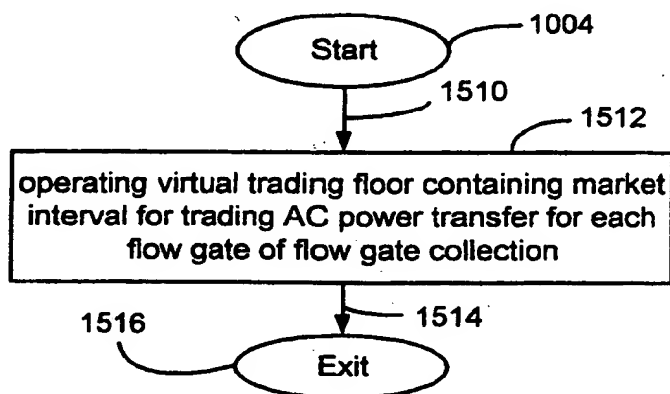 Start
1004
1510
1512
operating virtual trading floor containing market
interval for trading AC power transfer for each
flow gate of flow gate collection
1514
1516
Exit